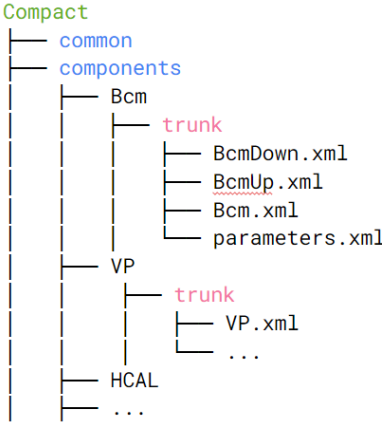 Compact
├── common
├── components
│   ├── Bcm
│   │   ├── trunk
│   │   │   ├── BcmDown.xml
│   │   │   ├── BcmUp.xml
│   │   │   ├── Bcm.xml
│   │   │   └── parameters.xml
│   ├── VP
│   │   ├── trunk
│   │   │   ├── VP.xml
│   │   │   └── ...
│   ├── HCAL
│   ├── ...